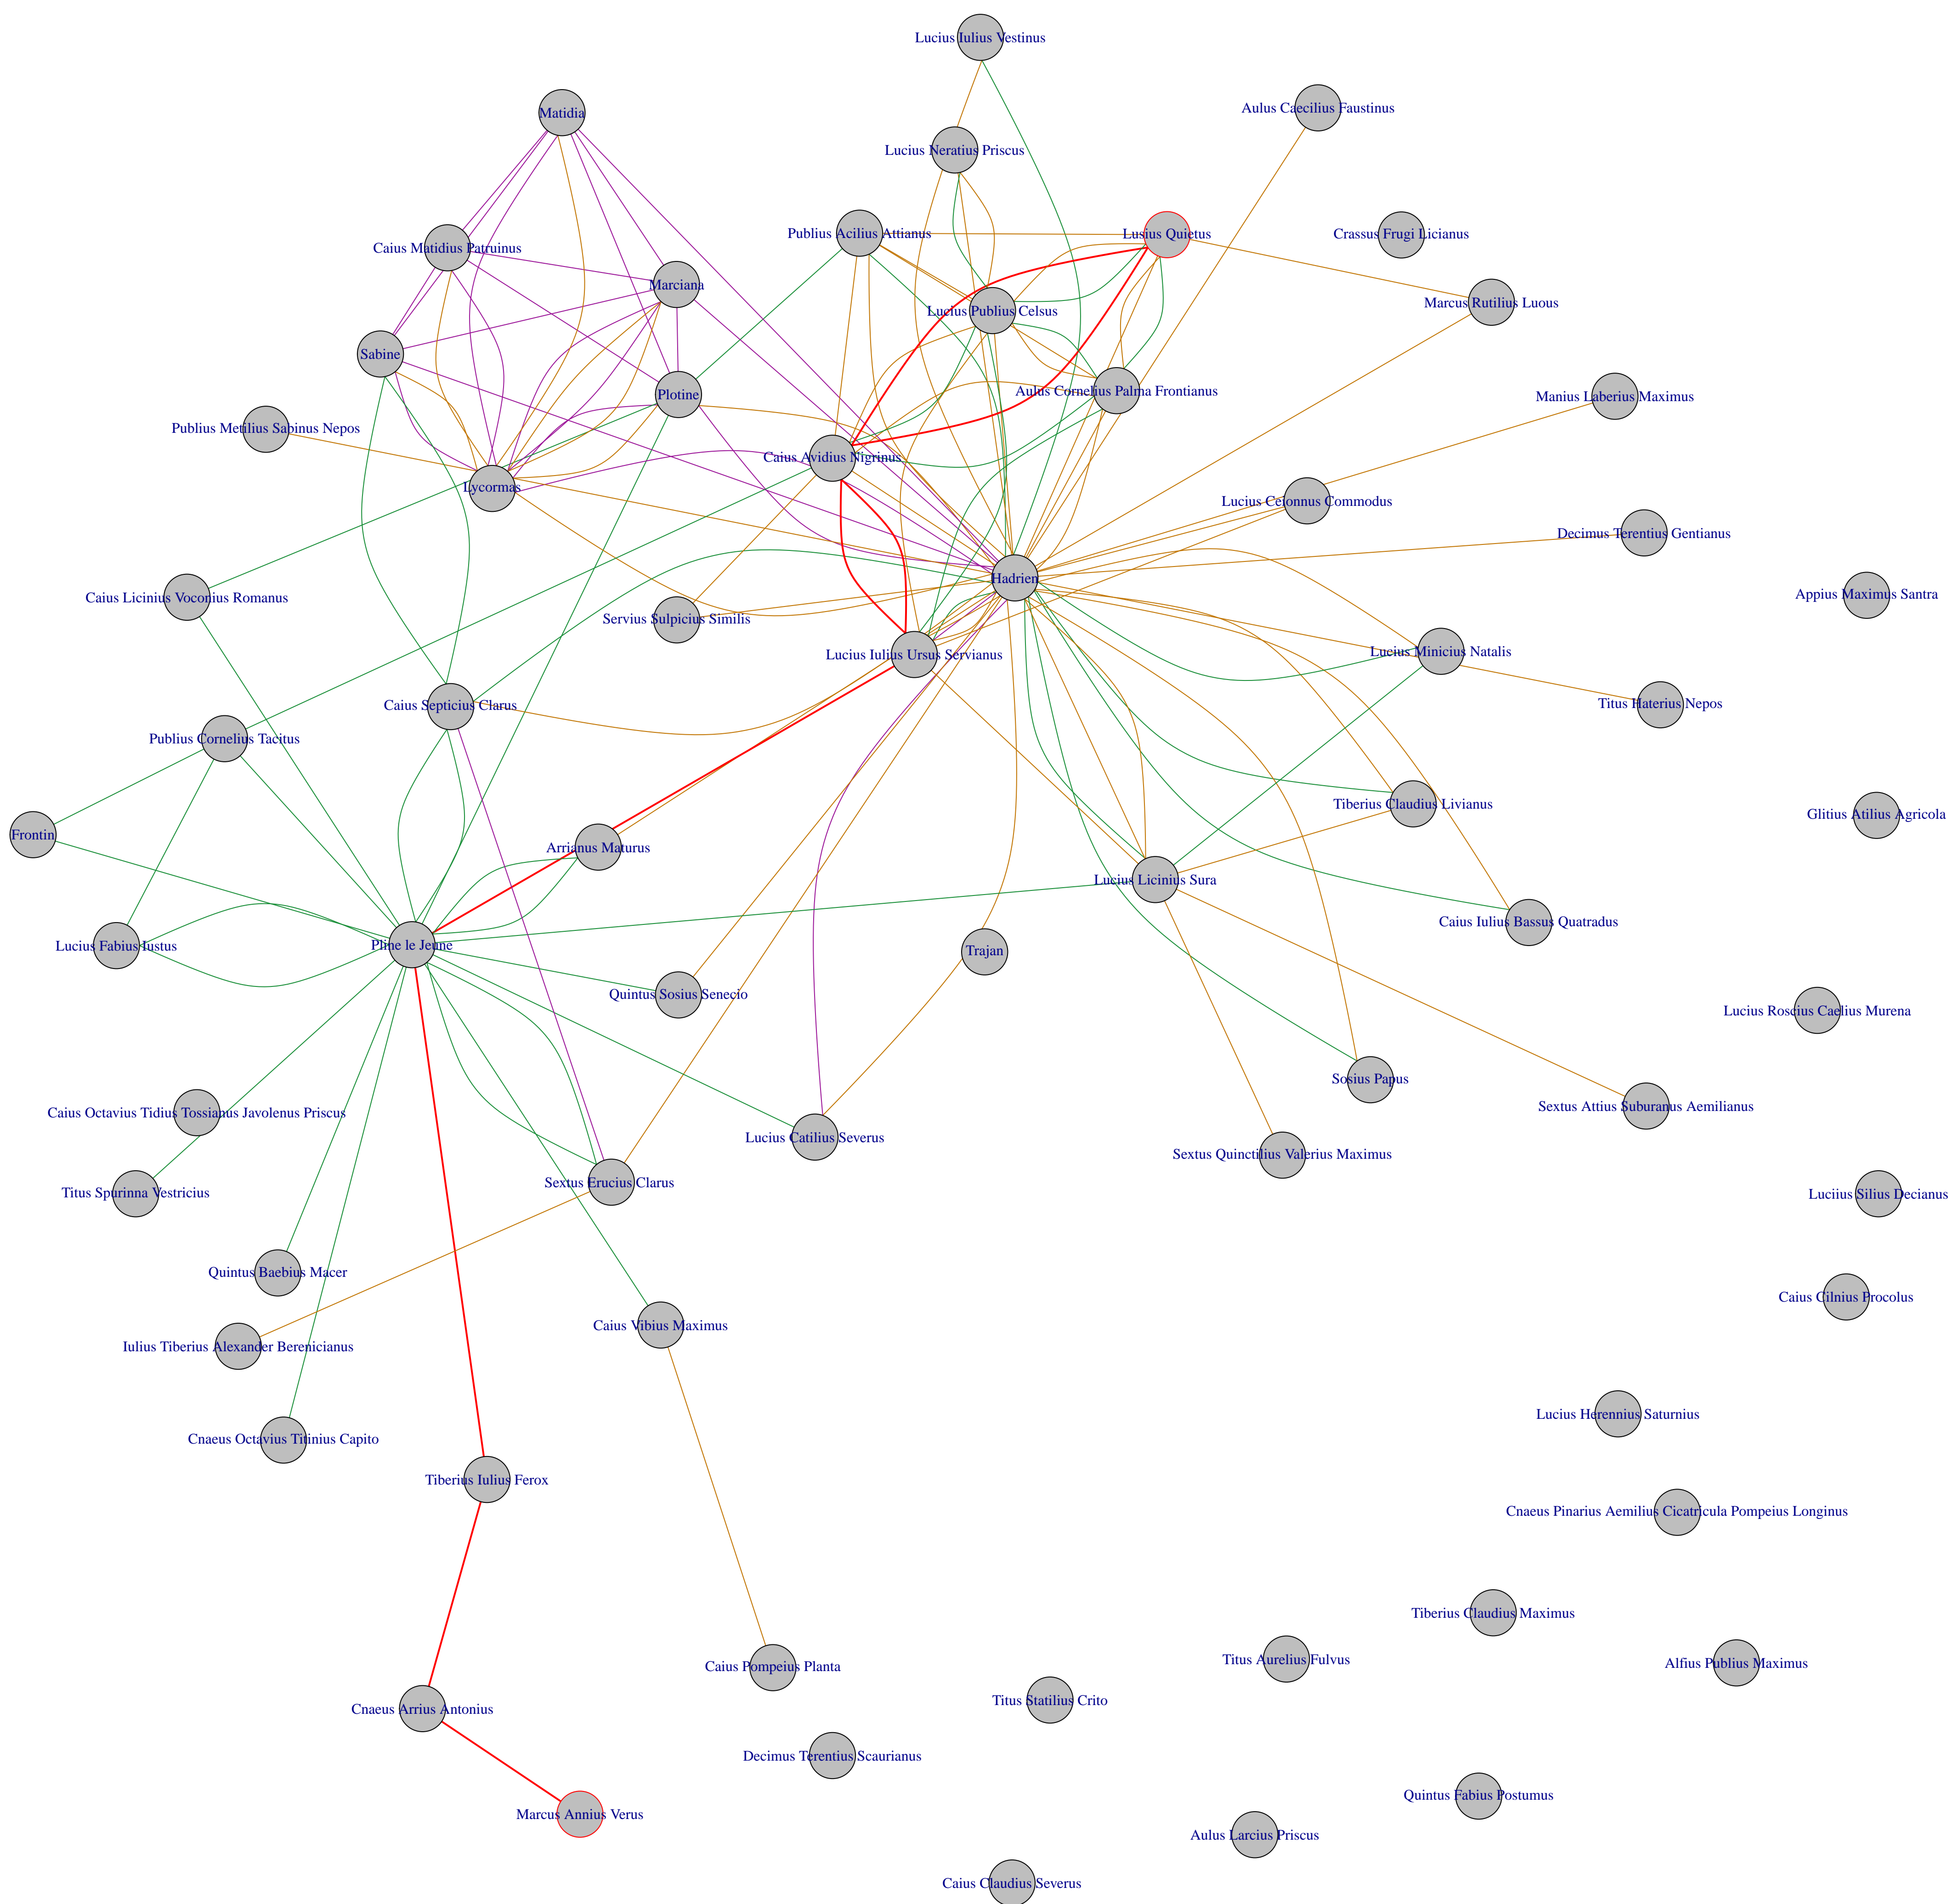 Lucius Iulius Vestinus
Matidia
Aulus Caecilius Faustinus
Lucius Neratius Priscus
Caius Matidius Patruinus
Publius Acilius Attianus
Lusius Quietus
Crassus Frugi Licianus
Marciana
Marcus Rutilius Luous
Lucius Publius Celsus
Sabine
Plotine
Aulus Cornelius Palma Frontianus
Manius Laberius Maximus
Publius Metilius Sabinus Nepos
Caius Avidius Nigrinus
Lycormas
Lucius Ceionnus Commodus
Decimus Terentius Gentianus
Hadrien
Caius Licinius Voconius Romanus
Appius Maximus Santra
Servius Sulpicius Similis
Lucius Iulius Ursus Servianus
Lucius Minicius Natalis
Caius Septicius Clarus
Titus Haterius Nepos
Publius Cornelius Tacitus
Tiberius Claudius Livianus
Glitius Atilius Agricola
Frontin
Arrianus Maturus
Lucius Licinius Sura
Caius Iulius Bassus Quatradus
Lucius Fabius Iustus
Pline le Jeune
Trajan
Quintus Sosius Senecio
Lucius Roscius Caelius Murena
Sosius Papus
Caius Octavius Tidius Tossianus Javolenus Priscus
Sextus Attius Suburanus Aemilianus
Lucius Catilius Severus
Sextus Quinctilius Valerius Maximus
Titus Spurinna Vestricius
Sextus Erucius Clarus
Luciius Silius Decianus
Quintus Baebius Macer
Caius Cilnius Procolus
Caius Vibius Maximus
Iulius Tiberius Alexander Berenicianus
Lucius Herennius Saturnius
Cnaeus Octavius Titinius Capito
Tiberius Iulius Ferox
Cnaeus Pinarius Aemilius Cicatricula Pompeius Longinus
Tiberius Claudius Maximus
Titus Aurelius Fulvus
Alfius Publius Maximus
Caius Pompeius Planta
Titus Statilius Crito
Cnaeus Arrius Antonius
Decimus Terentius Scaurianus
Quintus Fabius Postumus
Marcus Annius Verus
Aulus Larcius Priscus
Caius Claudius Severus